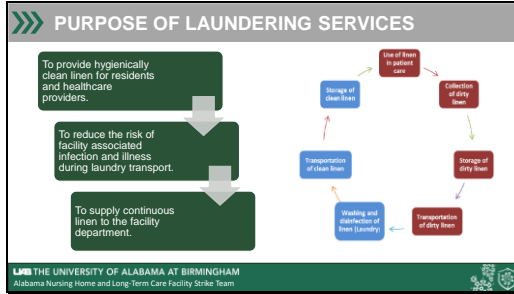 PURPOSE OF LAUNDERING SERVICES
To provide hygienically
clean linen for residents
and healthcare
providers.
To reduce the risk of
facility associated
infection and illness
during laundry transport.
To supply continuous
linen to the facility
department.
Use of linen
in patient
care
Collection
of dirty
linen
Storage of
dirty linen
Transportation
of dirty linen
Washing and
disinfection of
linen (Laundry)
Transportation
of clean linen
Storage of
clean linen
UAB THE UNIVERSITY OF ALABAMA AT BIRMINGHAM
Alabama Nursing Home and Long-Term Care Facility Strike Team